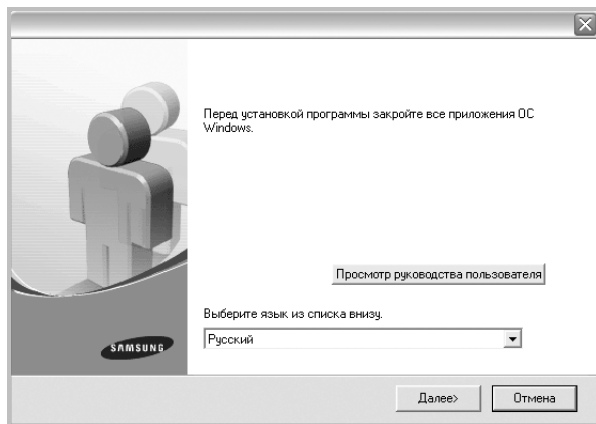 Перед установкой программы закройте все приложения ОС
Windows.
Просмотр руководства пользователя
Выберите язык из списка внизу.
Русский
SAMSUNG
Далее>
Отмена